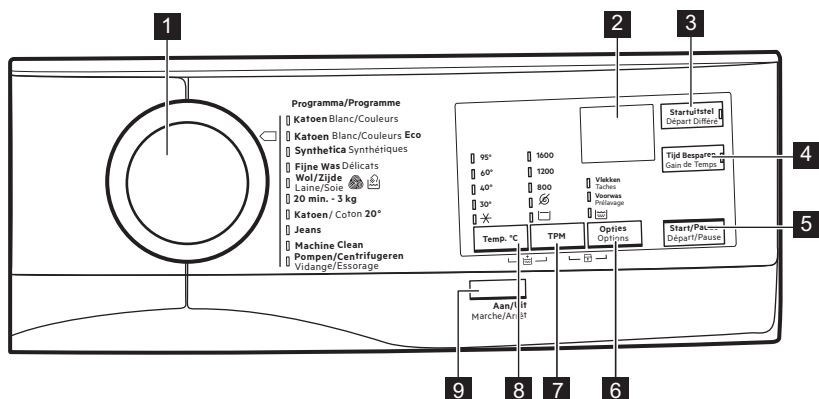 1
2
3
4
5
6
7
8
9
Programma/Programme
Katoen Blanc/Couleurs
Katoen Blanc/Couleurs Eco
Synthetica Synthétiques
Fijne Was Délicats
Wol/Zijde
Laine/Soie
20 min. - 3 kg
Katoen/ Coton 20°
Jeans
Machine Clean
Pompen/Centrifugeren
Vidange/Essorage
95°
60°
40°
30°
1600
1200
800
Vlekken
Taches
Voorwas
Prélavage
Temp. °C
TPM
Opties
Options
Startuitstel
Départ Différé
Tijd Besparen
Gain de Temps
Start/Pauze
Départ/Pause
Aan/Uit
Marche/Arrêt